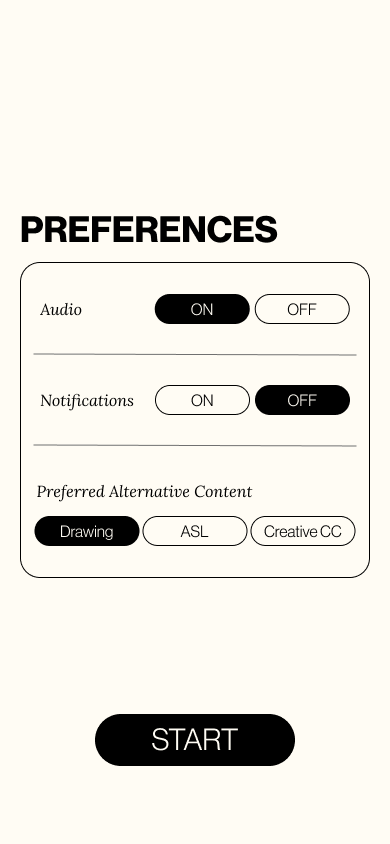 PREFERENCES
Audio ON OFF
Notifications ON OFF
Preferred Alternative Content
Drawing ASL Creative CC
START